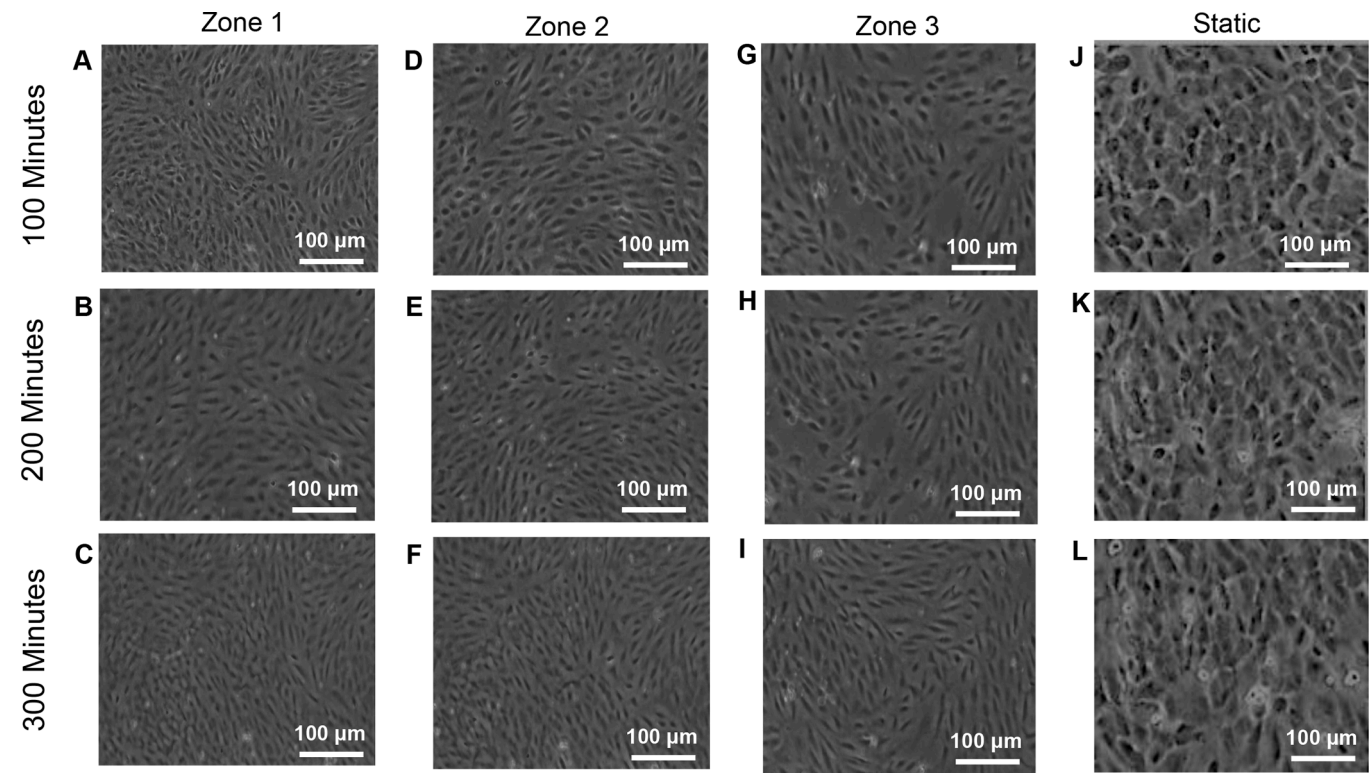 Zone 1 Zone 2 Zone 3 Static
100 Minutes
A D G J
100 µm 100 µm 100 µm 100 µm
200 Minutes
B E H K
100 µm 100 µm 100 µm 100 µm
300 Minutes
C F I L
100 µm 100 µm 100 µm 100 µm